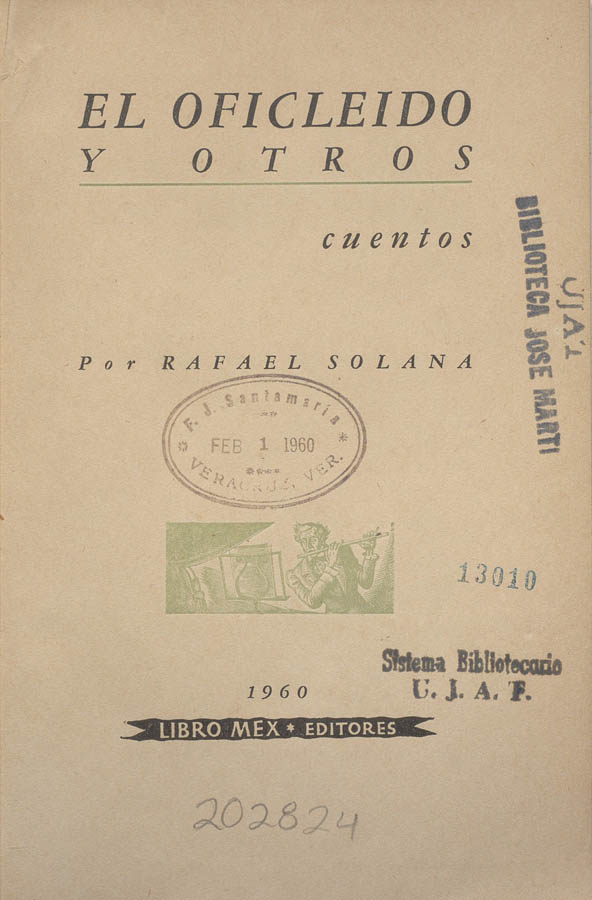 EL OFICLEIDO
Y OTROS
cuentos
Por RAFAEL SOLANA
F. J. Santamaría
FEB 1 1960
VERACRUZ, VER.
BIBLIOTECA JOSE MARTI
13010
Sistema Bibliotecario
U. J. A. T.
1960
LIBRO MEX * EDITORES
202824